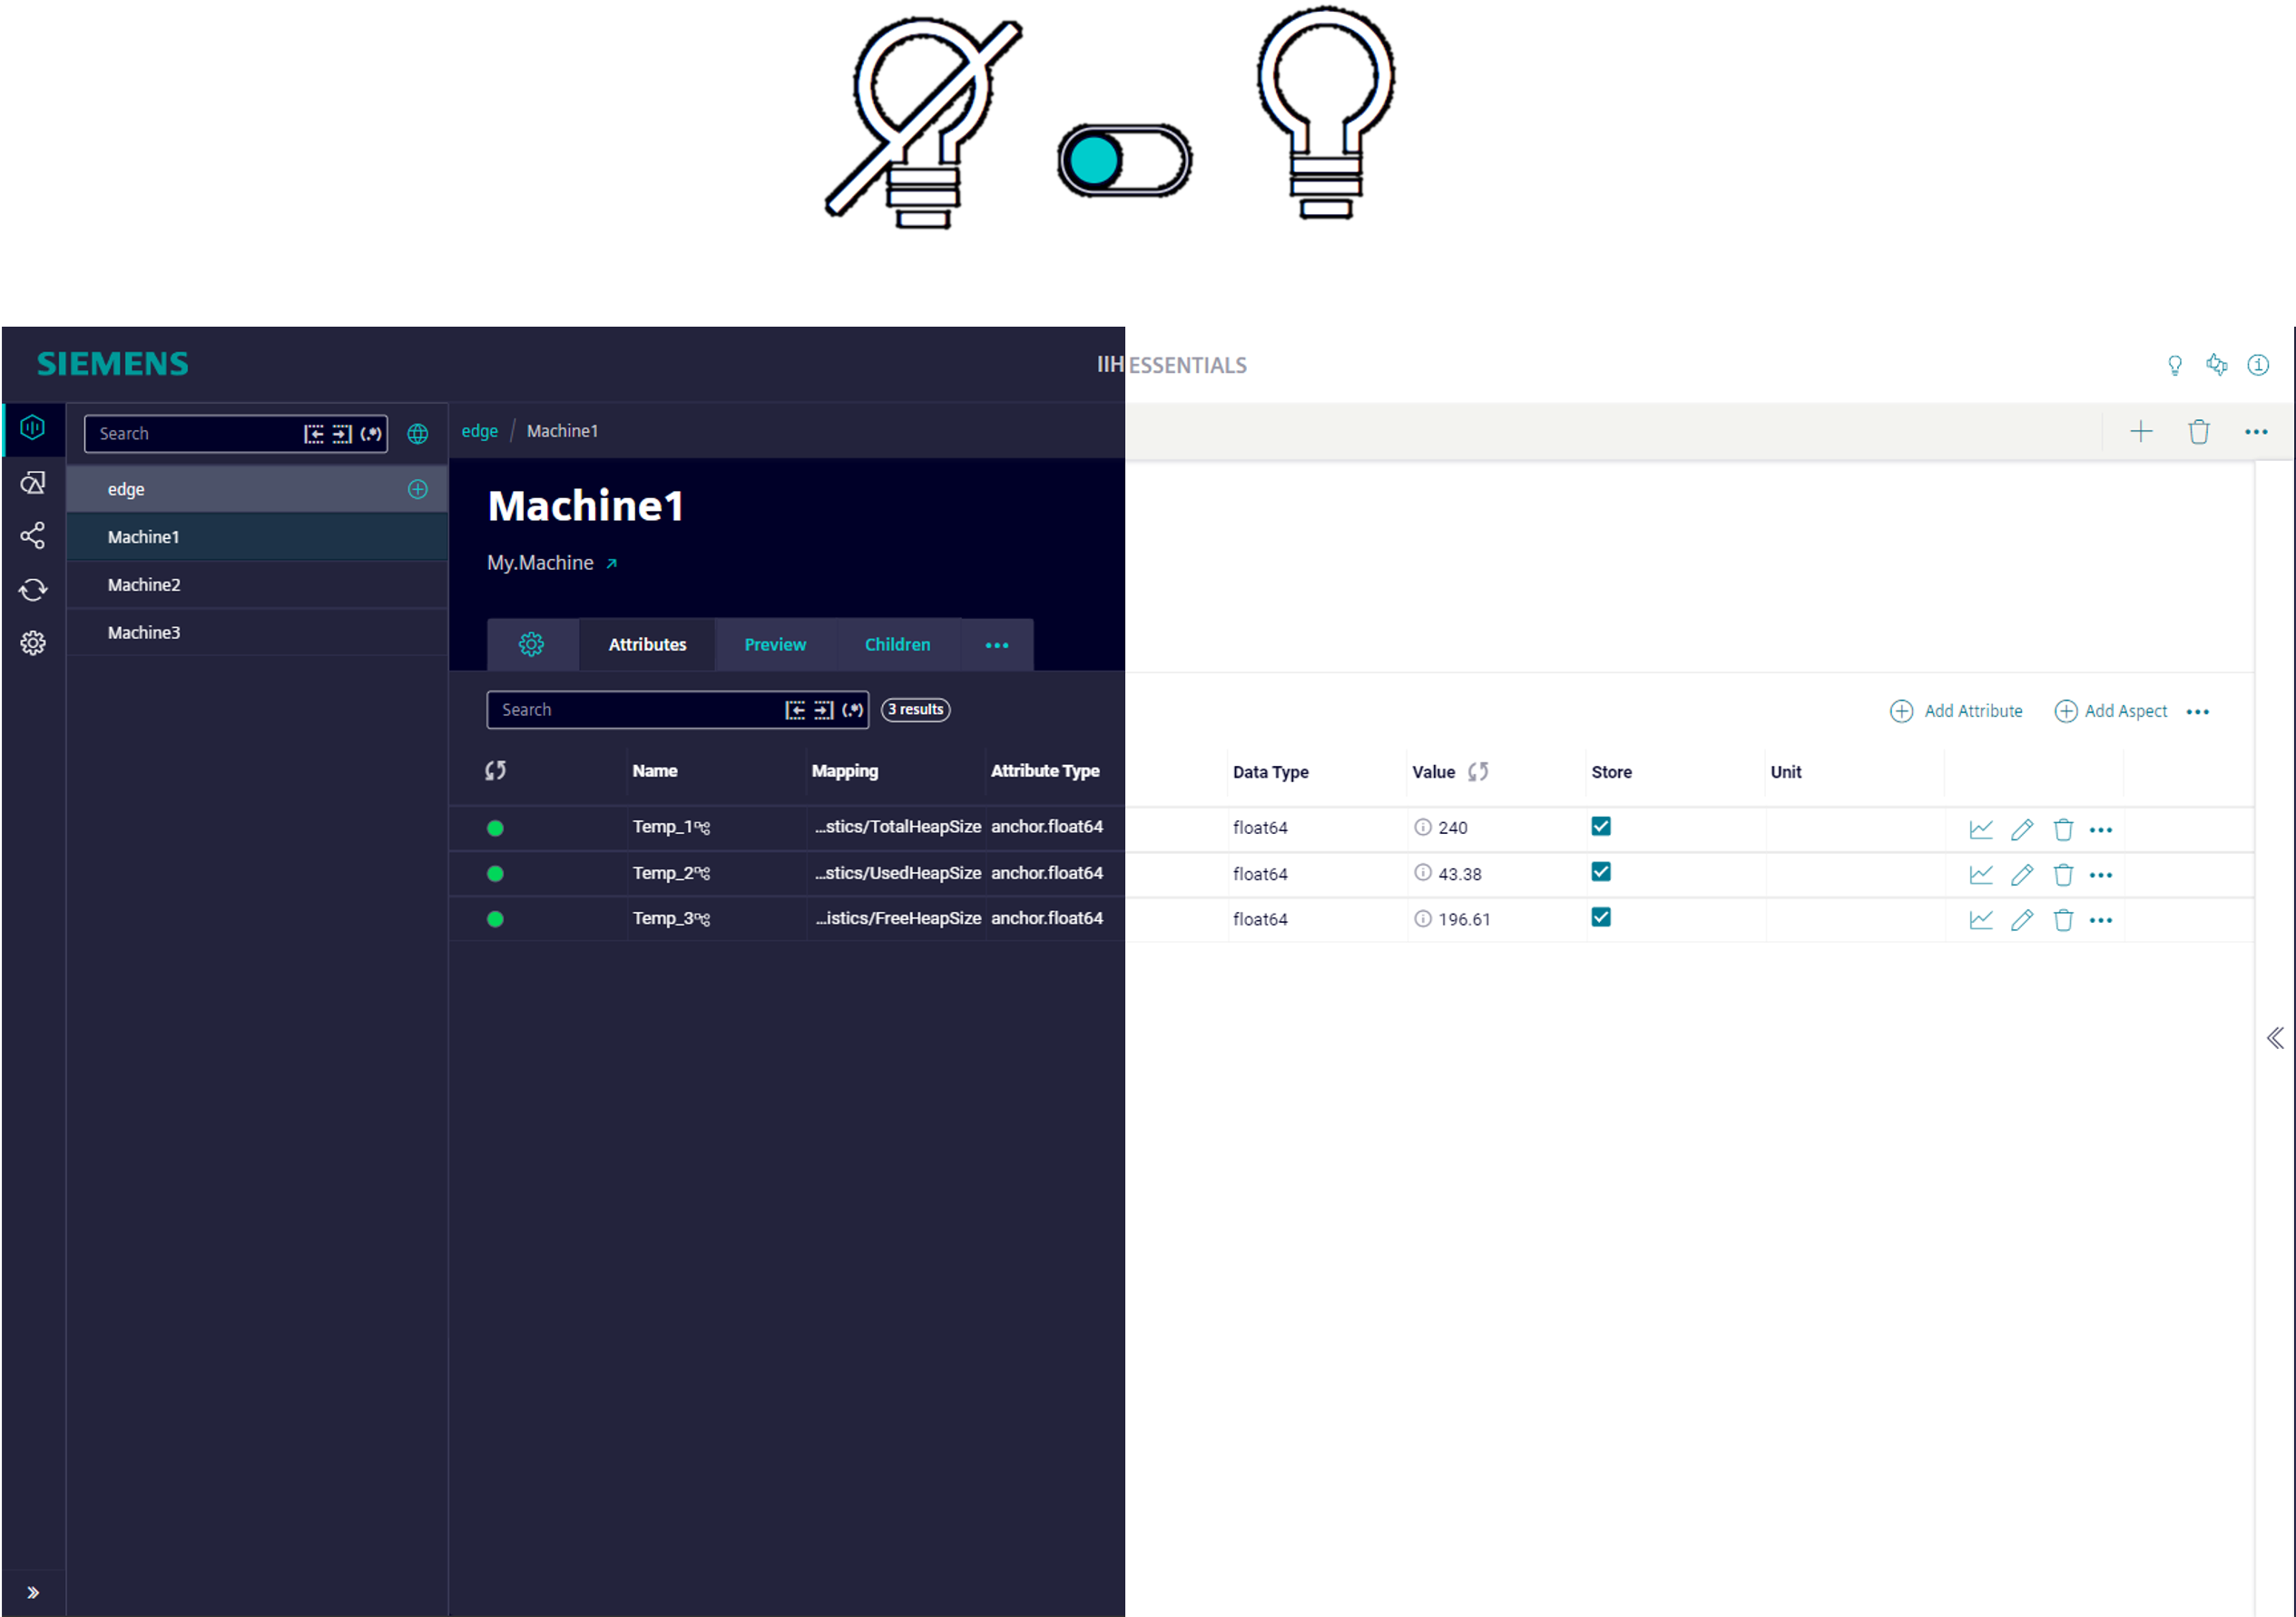 SIEMENS
IIH ESSENTIALS
Search (.*)
edge / Machine1
edge
Machine1
Machine2
Machine3
Machine1
My.Machine
Attributes Preview Children
Search (.*) 3 results
Add Attribute Add Aspect
Name Mapping Attribute Type Data Type Value Store Unit
Temp_1 ...stics/TotalHeapSize anchor.float64 float64 240
Temp_2 ...stics/UsedHeapSize anchor.float64 float64 43.38
Temp_3 ...istics/FreeHeapSize anchor.float64 float64 196.61